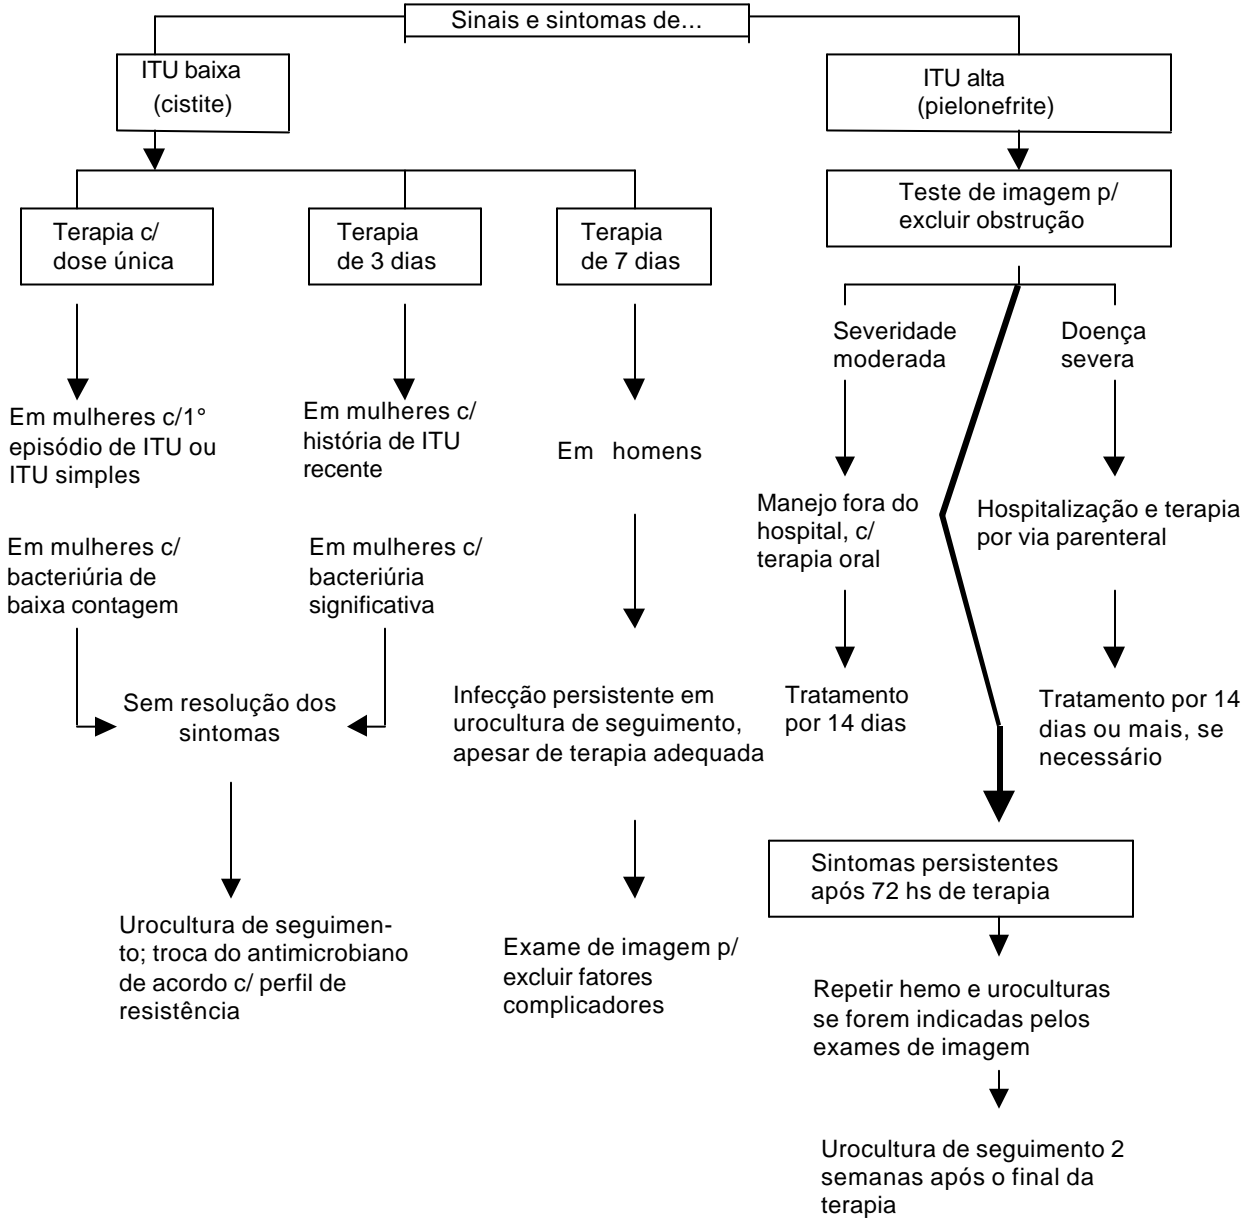 Sinais e sintomas de...
ITU baixa
(cistite)
ITU alta
(pielonefrite)
Terapia c/
dose única
Terapia
de 3 dias
Terapia
de 7 dias
Teste de imagem p/
excluir obstrução
Severidade
moderada
Doença
severa
Em mulheres c/1°
episódio de ITU ou
ITU simples
Em mulheres c/
história de ITU
recente
Em homens
Manejo fora do
hospital, c/
terapia oral
Hospitalização e terapia
por via parenteral
Em mulheres c/
bacteriúria de
baixa contagem
Em mulheres c/
bacteriúria
significativa
Sem resolução dos
sintomas
Infecção persistente em
urocultura de seguimento,
apesar de terapia adequada
Tratamento
por 14 dias
Tratamento por 14
dias ou mais, se
necessário
Sintomas persistentes
após 72 hs de terapia
Urocultura de seguimen-
to; troca do antimicrobiano
de acordo c/ perfil de
resistência
Exame de imagem p/
excluir fatores
complicadores
Repetir hemo e uroculturas
se forem indicadas pelos
exames de imagem
Urocultura de seguimento 2
semanas após o final da
terapia